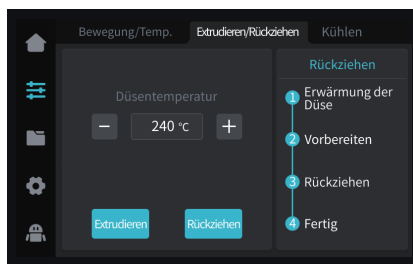 Bewegung/Temp.
Extrudieren/Rückziehen
Kühlen
Düsentemperatur
− 240 °C +
Extrudieren
Rückziehen
Rückziehen
1 Erwärmung der
Düse
2 Vorbereiten
3 Rückziehen
4 Fertig